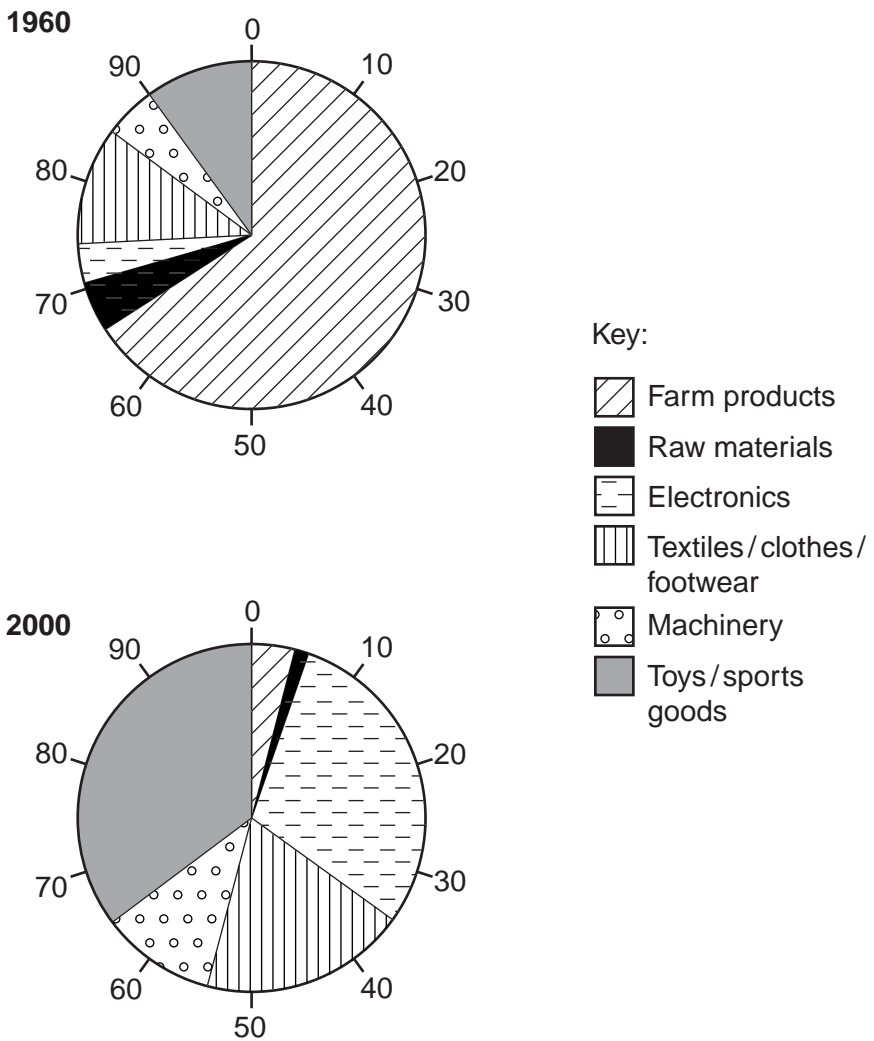 1960
0
10
20
30
40
50
60
70
80
90
Key:
Farm products
Raw materials
Electronics
Textiles/clothes/
footwear
Machinery
Toys/sports
goods
2000
0
10
20
30
40
50
60
70
80
90